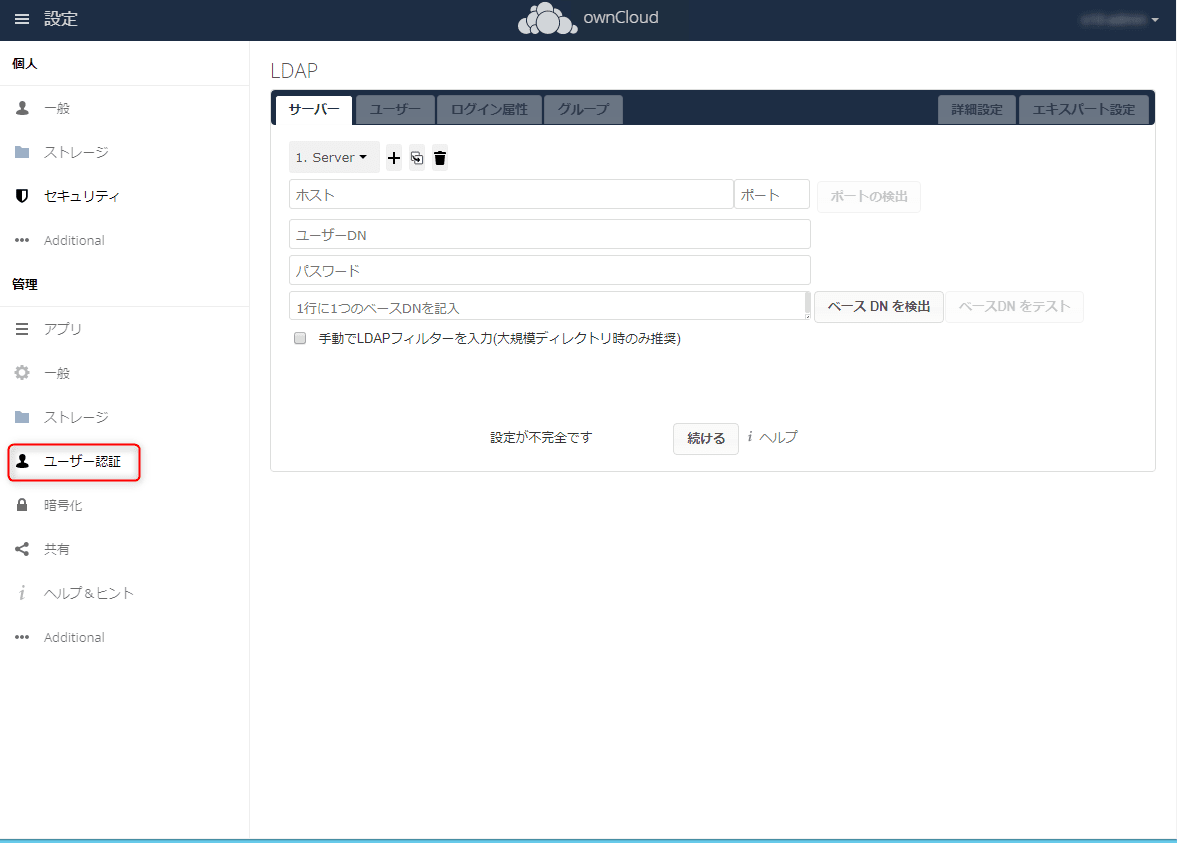 設定
ownCloud
個人
一般
ストレージ
セキュリティ
Additional
管理
アプリ
一般
ストレージ
ユーザー認証
暗号化
共有
ヘルプ＆ヒント
Additional
LDAP
サーバー ユーザー ログイン属性 グループ 詳細設定 エキスパート設定
1. Server
ホスト ポート ポートの検出
ユーザーDN
パスワード
1行に1つのベースDNを記入 ベース DN を検出 ベースDN をテスト
手動でLDAPフィルターを入力(大規模ディレクトリ時のみ推奨)
設定が不完全です 続ける i ヘルプ